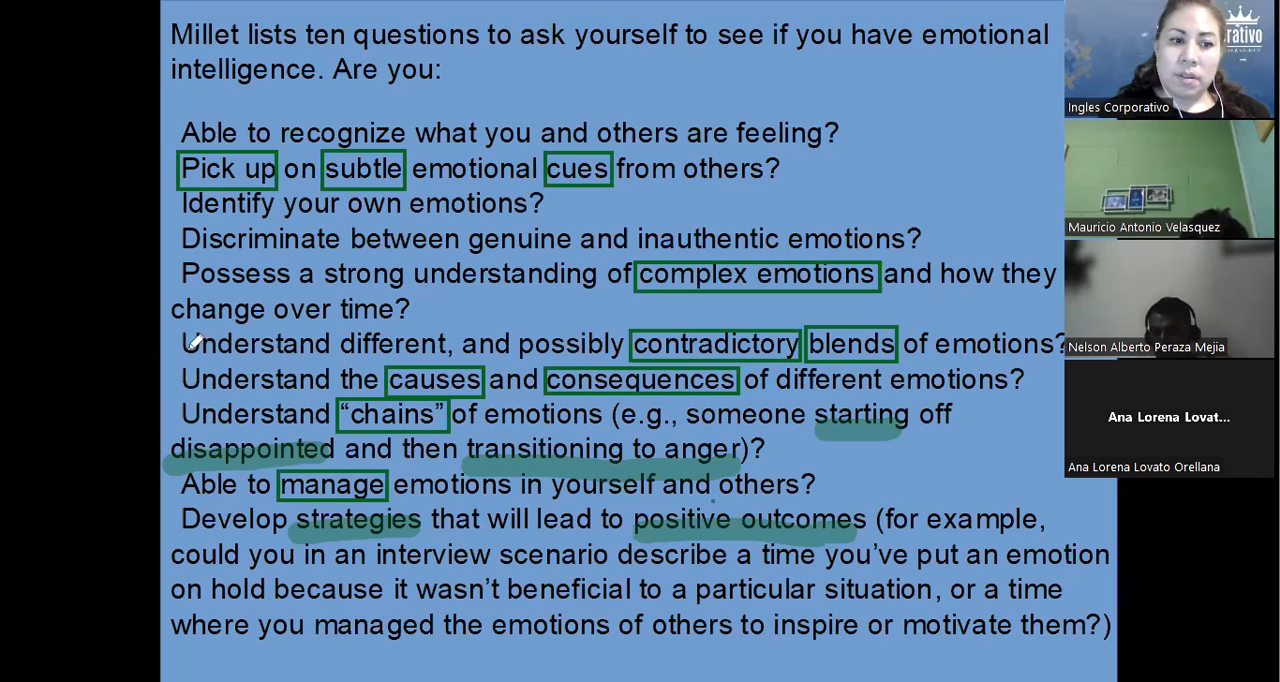 Millet lists ten questions to ask yourself to see if you have emotional
intelligence. Are you:
Able to recognize what you and others are feeling?
Pick up on subtle emotional cues from others?
Identify your own emotions?
Discriminate between genuine and inauthentic emotions?
Possess a strong understanding of complex emotions and how they
change over time?
Understand different, and possibly contradictory blends of emotions?
Understand the causes and consequences of different emotions?
Understand “chains” of emotions (e.g., someone starting off
disappointed and then transitioning to anger)?
Able to manage emotions in yourself and others?
Develop strategies that will lead to positive outcomes (for example,
could you in an interview scenario describe a time you’ve put an emotion
on hold because it wasn’t beneficial to a particular situation, or a time
where you managed the emotions of others to inspire or motivate them?)
rativo
Ingles Corporativo
Mauricio Antonio Velasquez
Nelson Alberto Peraza Mejia
Ana Lorena Lovat...
Ana Lorena Lovato Orellana